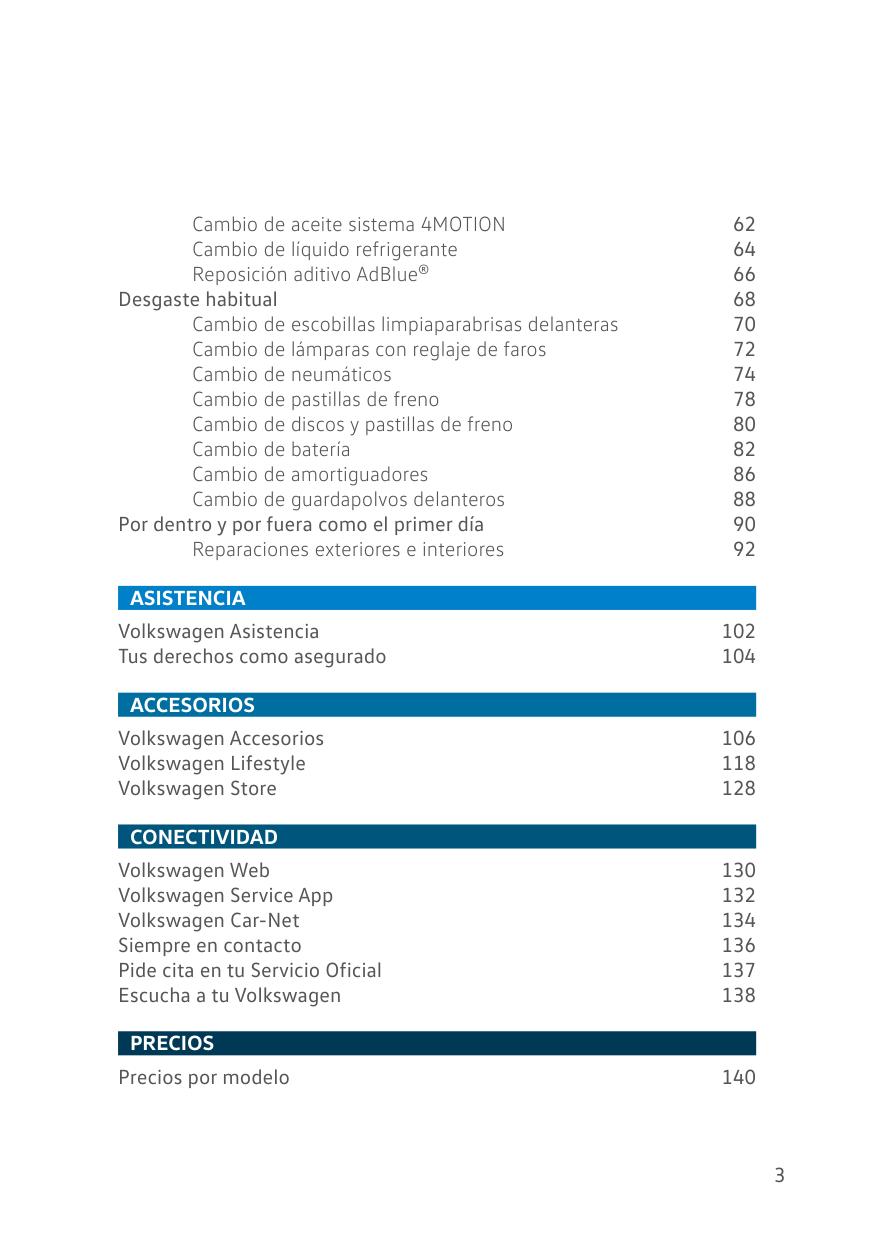 Cambio de aceite sistema 4MOTION 62
Cambio de líquido refrigerante 64
Reposición aditivo AdBlue® 66
Desgaste habitual 68
Cambio de escobillas limpiaparabrisas delanteras 70
Cambio de lámparas con reglaje de faros 72
Cambio de neumáticos 74
Cambio de pastillas de freno 78
Cambio de discos y pastillas de freno 80
Cambio de batería 82
Cambio de amortiguadores 86
Cambio de guardapolvos delanteros 88
Por dentro y por fuera como el primer día 90
Reparaciones exteriores e interiores 92
ASISTENCIA
Volkswagen Asistencia 102
Tus derechos como asegurado 104
ACCESORIOS
Volkswagen Accesorios 106
Volkswagen Lifestyle 118
Volkswagen Store 128
CONECTIVIDAD
Volkswagen Web 130
Volkswagen Service App 132
Volkswagen Car-Net 134
Siempre en contacto 136
Pide cita en tu Servicio Oficial 137
Escucha a tu Volkswagen 138
PRECIOS
Precios por modelo 140
3